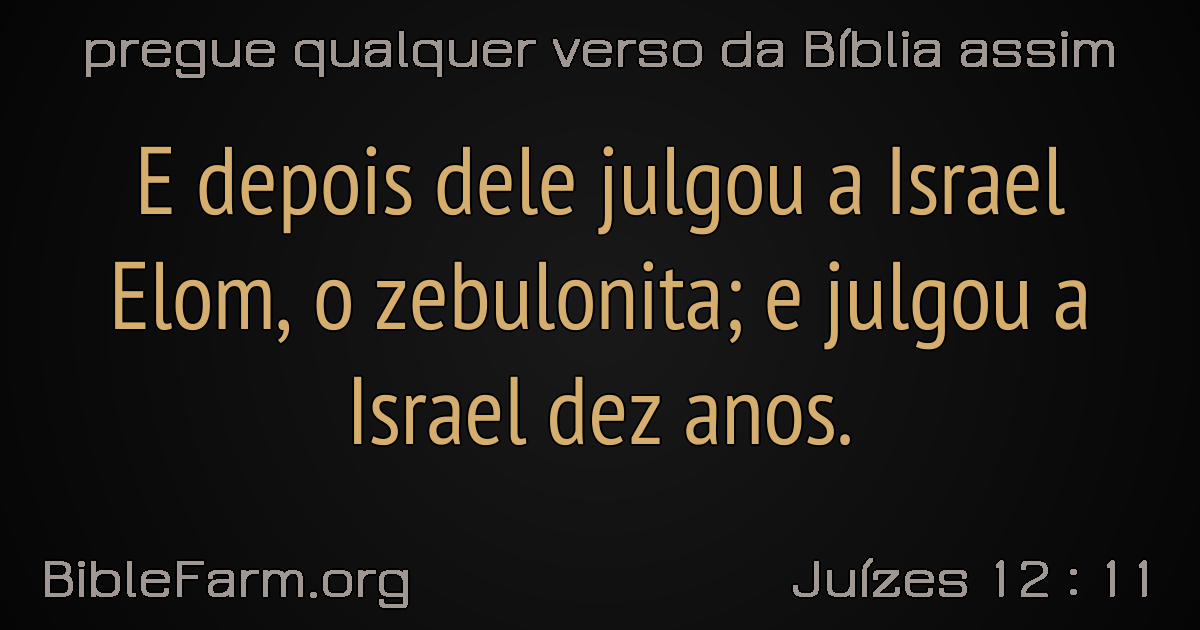 pregue qualquer verso da Bíblia assim
E depois dele julgou a Israel
Elom, o zebulonita; e julgou a
Israel dez anos.
BibleFarm.org
Juízes 12 : 11